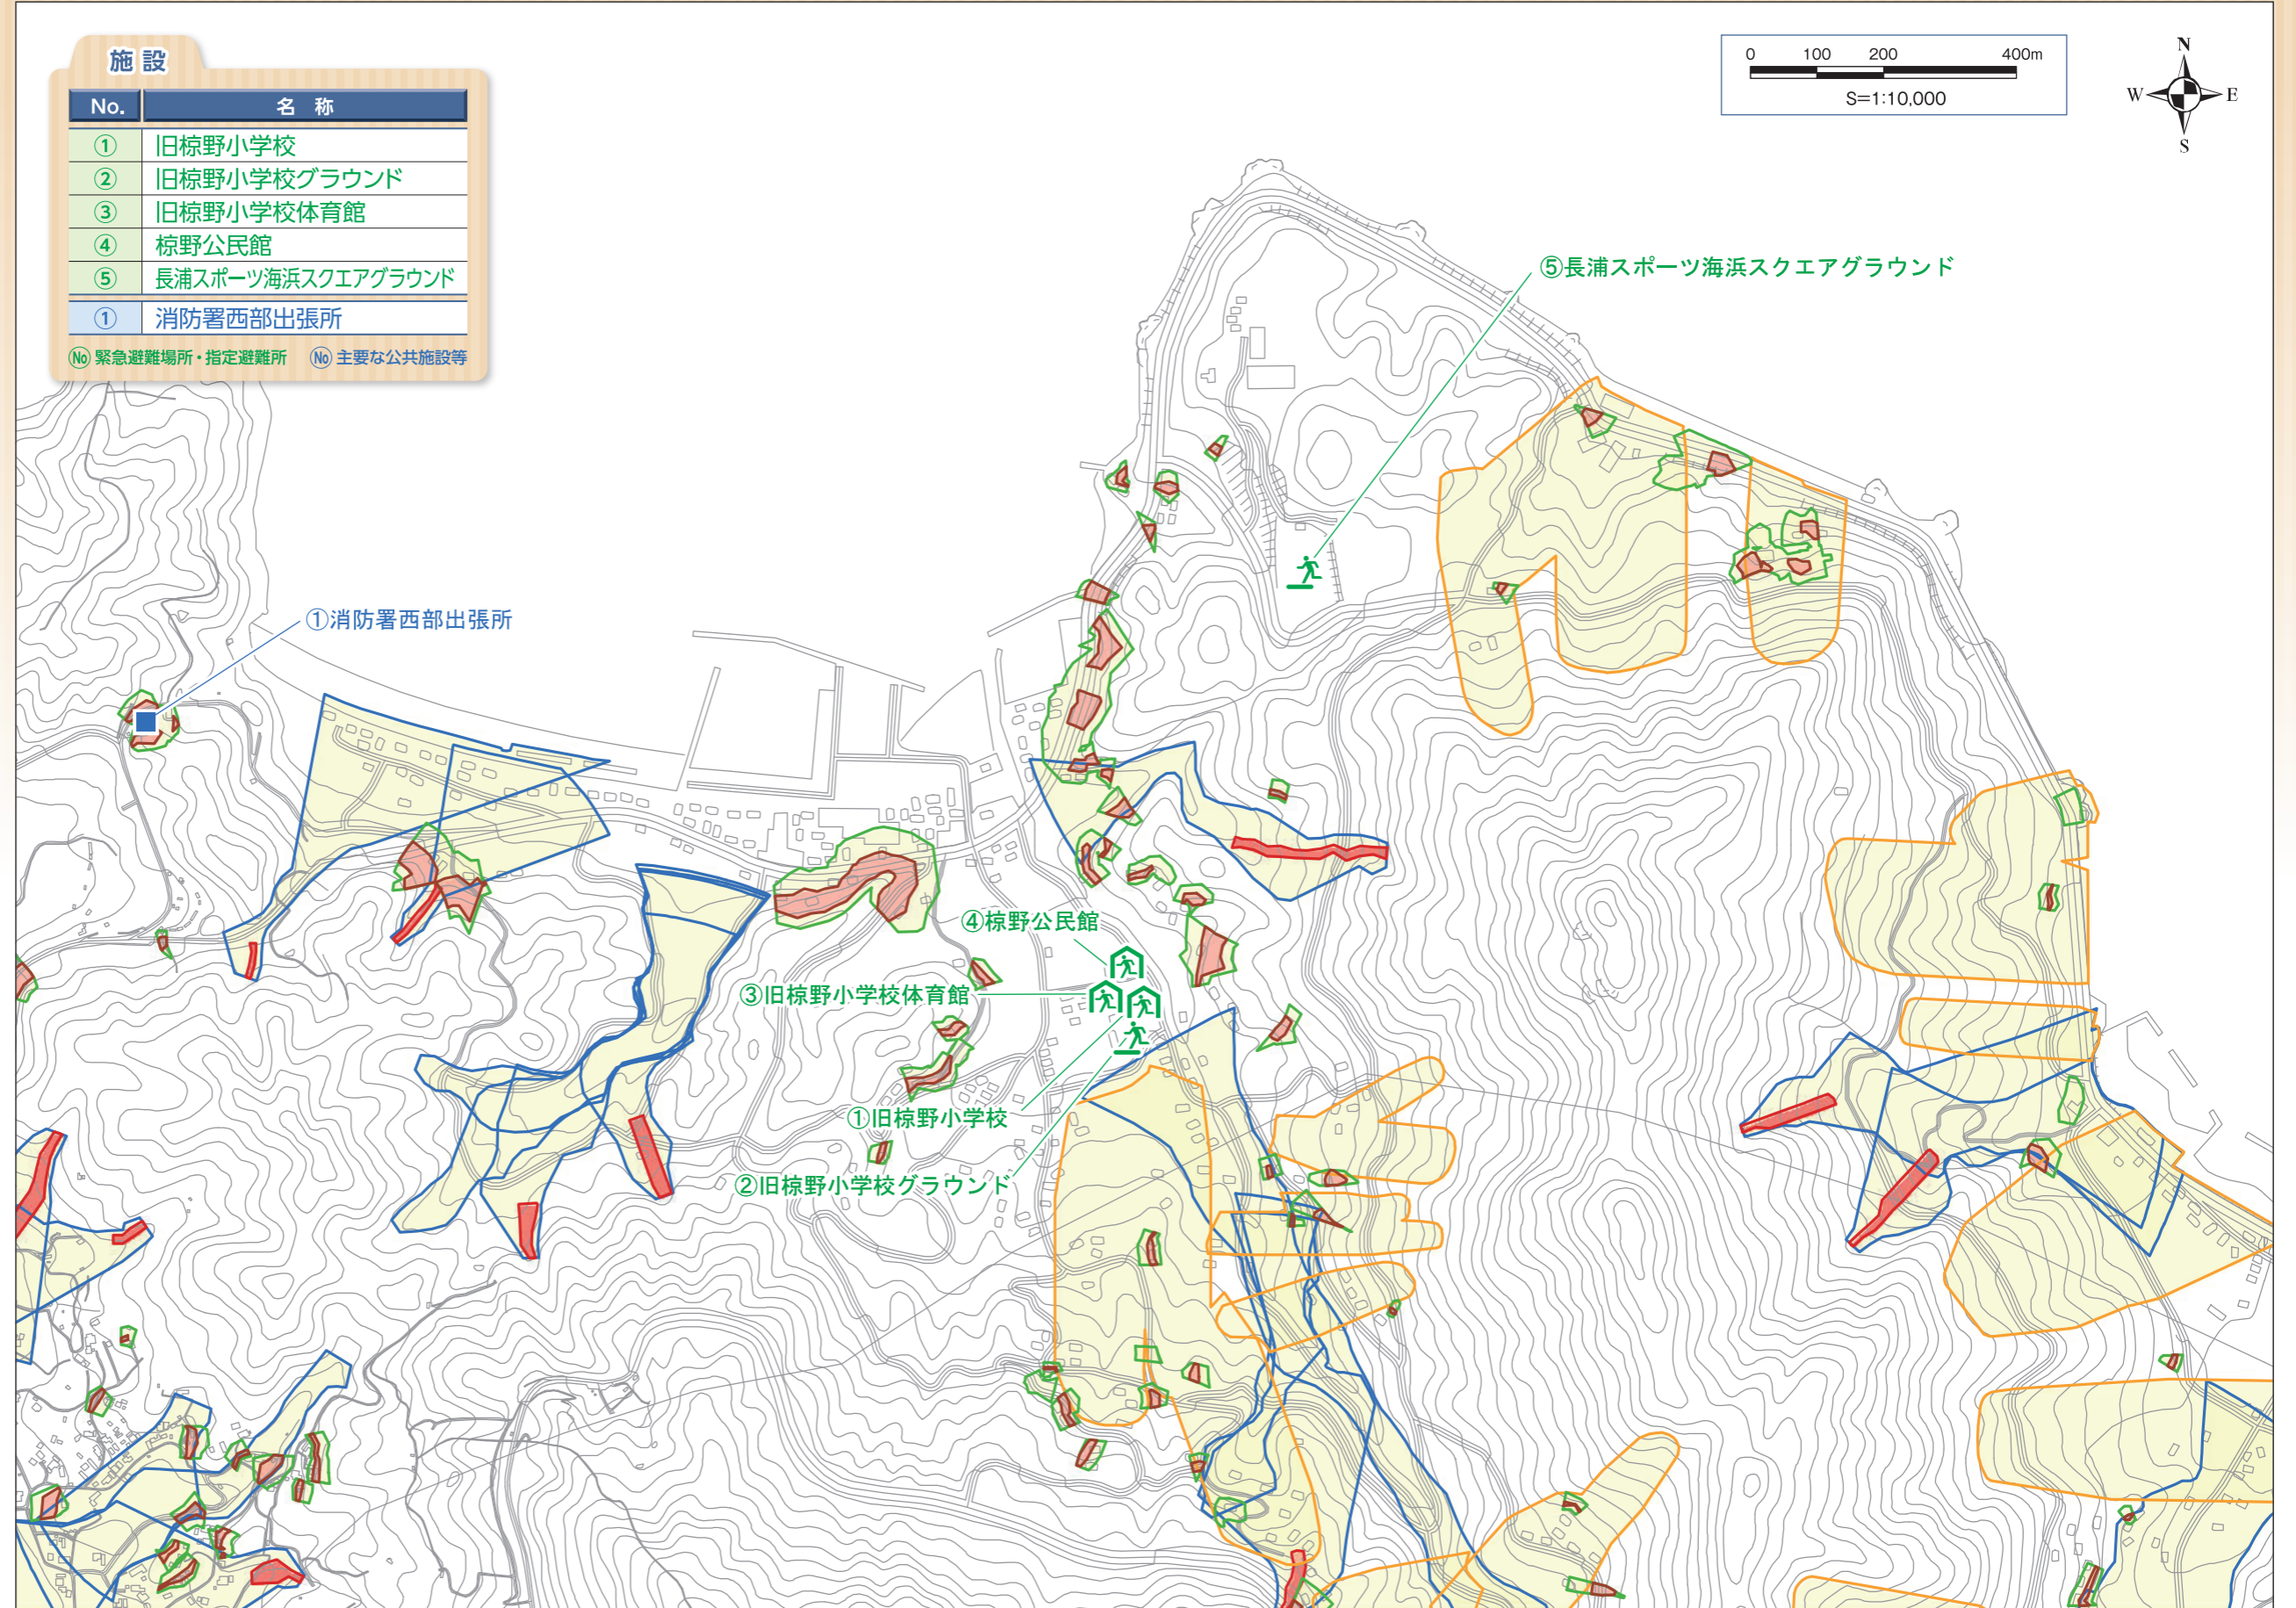 施設
No. 名称
① 旧椋野小学校
② 旧椋野小学校グラウンド
③ 旧椋野小学校体育館
④ 椋野公民館
⑤ 長浦スポーツ海浜スクエアグラウンド
① 消防署西部出張所
No 緊急避難場所・指定避難所 No 主要な公共施設等
0 100 200 400m
S=1:10,000
N
W E
S
⑤長浦スポーツ海浜スクエアグラウンド
①消防署西部出張所
④椋野公民館
③旧椋野小学校体育館
①旧椋野小学校
②旧椋野小学校グラウンド